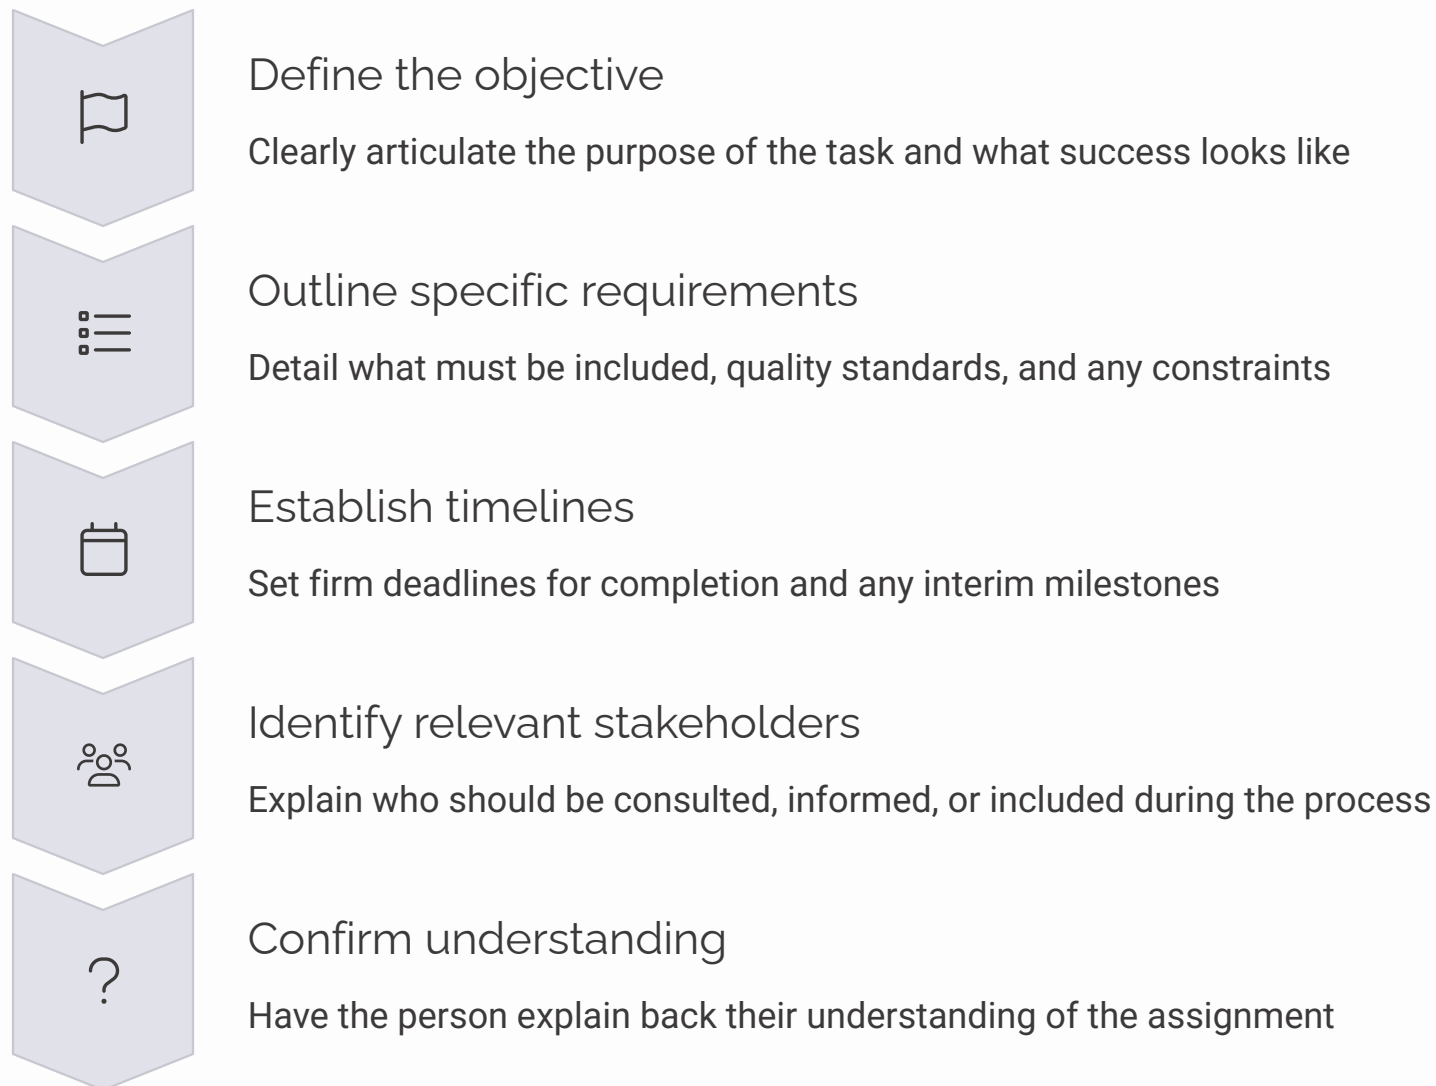 Define the objective
Clearly articulate the purpose of the task and what success looks like
Outline specific requirements
Detail what must be included, quality standards, and any constraints
Establish timelines
Set firm deadlines for completion and any interim milestones
Identify relevant stakeholders
Explain who should be consulted, informed, or included during the process
Confirm understanding
Have the person explain back their understanding of the assignment